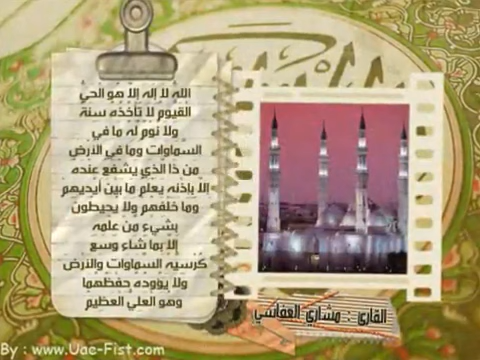 الله لا إله إلا هو الحي
القيوم لا تأخذه سنة
ولا نوم له ما في
السماوات وما في الأرض
من ذا الذي يشفع عنده
إلا بإذنه يعلم ما بين أيديهم
وما خلفهم ولا يحيطون
بشيء من علمه
إلا بما شاء وسع
كرسيه السماوات والأرض
ولا يؤوده حفظهما
وهو العلي العظيم
القارئ : مشاري العفاسي
By : www.Uae-Fist.com